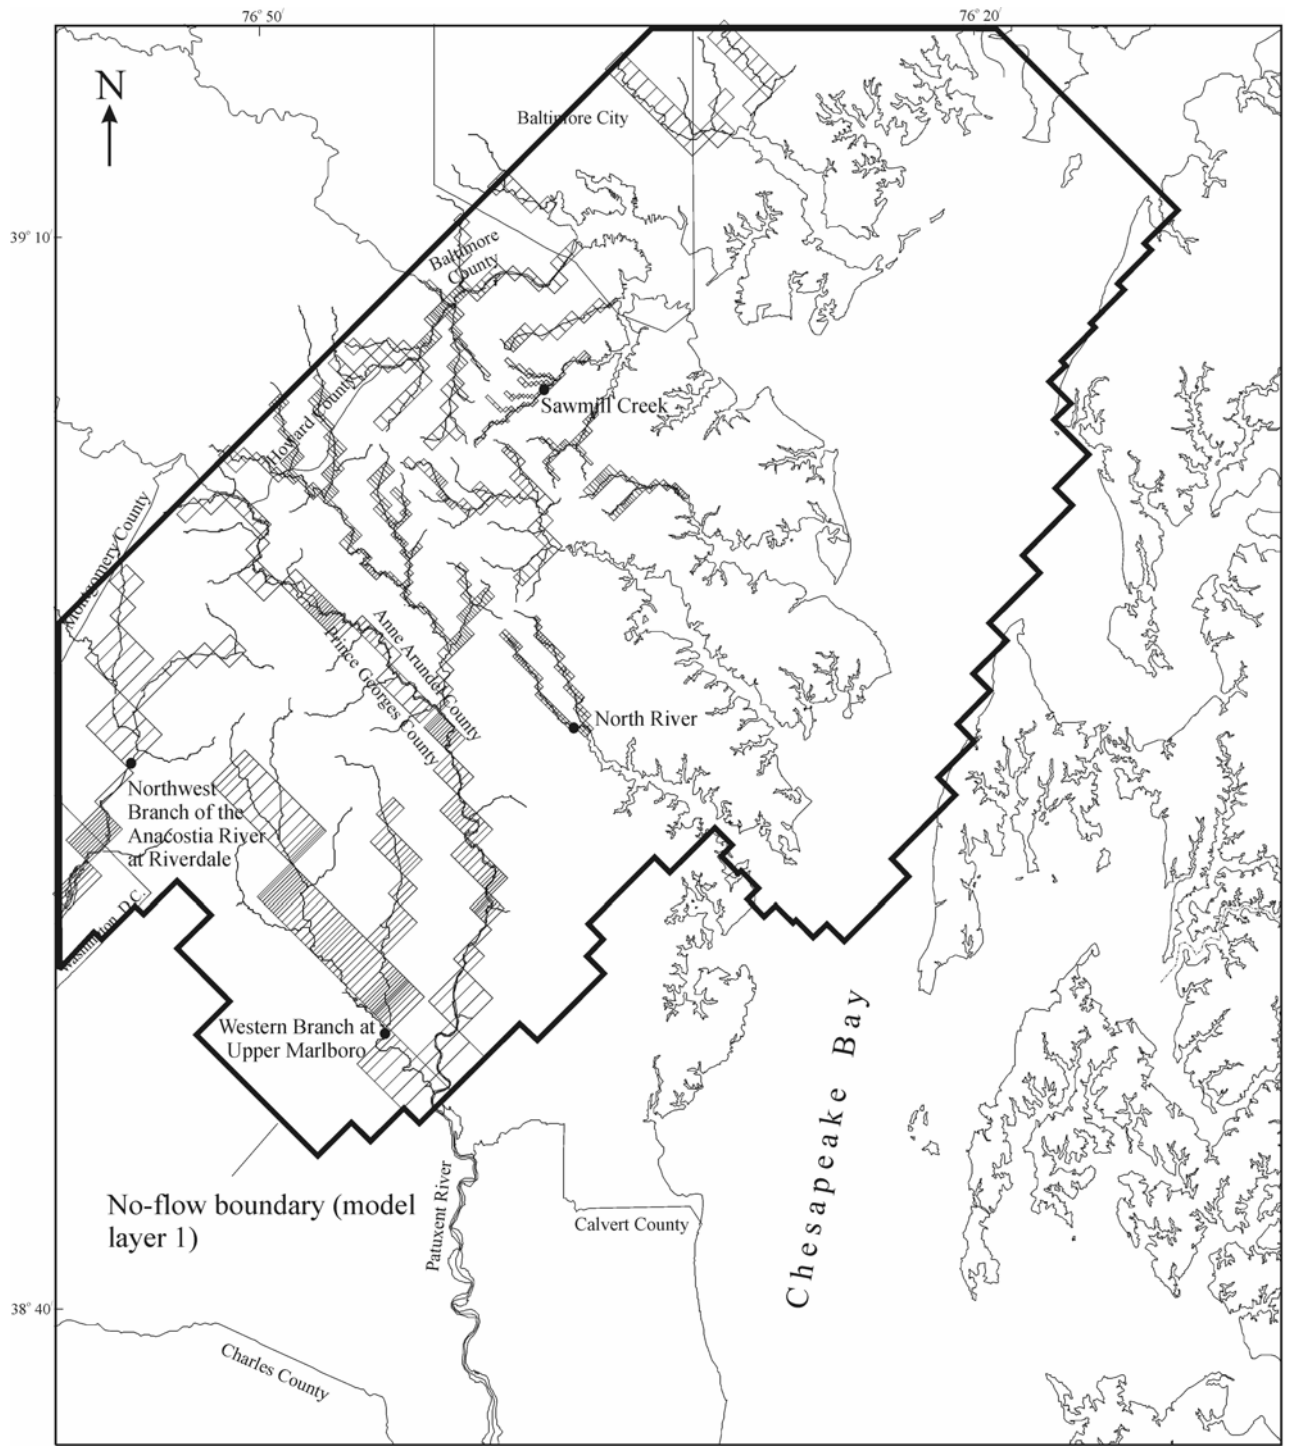 76° 50′
76° 20′
N
Baltimore City
39° 10′
Baltimore
County
Howard County
Sawmill Creek
Montgomery County
Anne Arundel County
Prince Georges County
North River
Northwest
Branch of the
Anacostia River
at Riverdale
Washington, D.C.
Western Branch at
Upper Marlboro
Chesapeake Bay
No-flow boundary (model
layer 1)
Patuxent River
Calvert County
38° 40′
Charles County